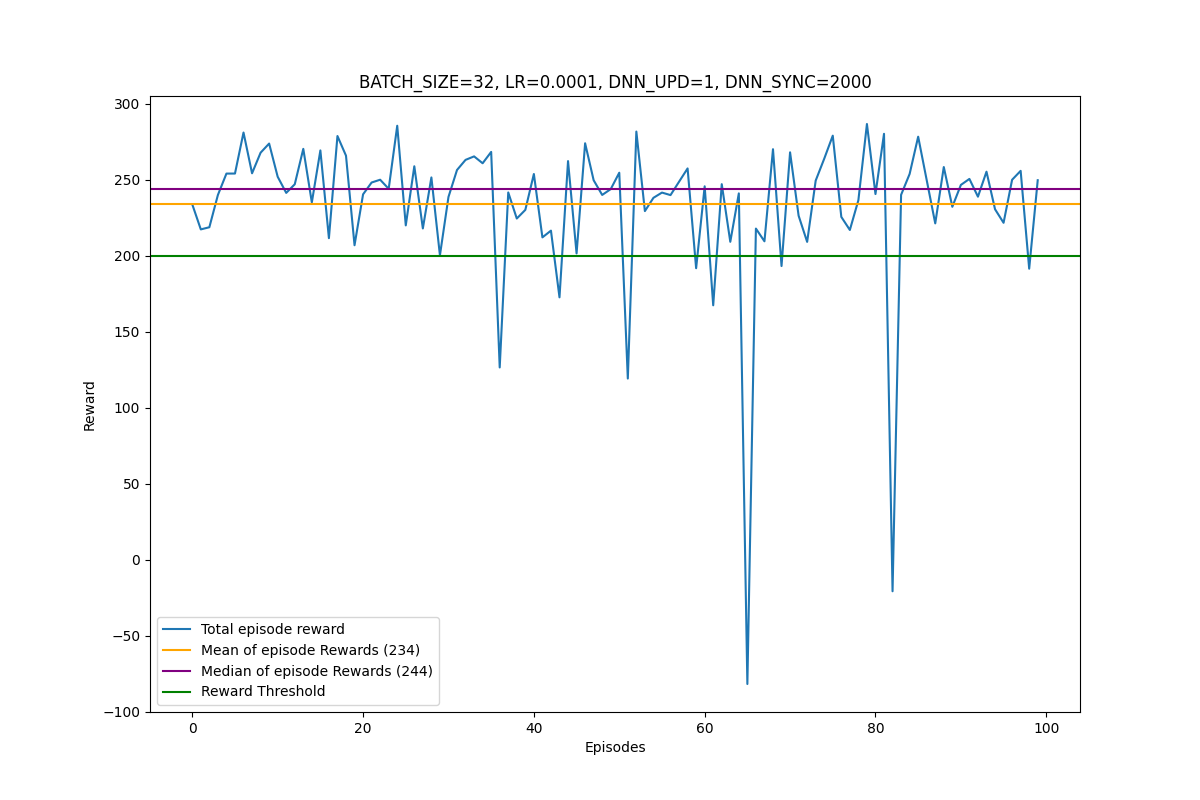 BATCH_SIZE=32, LR=0.0001, DNN_UPD=1, DNN_SYNC=2000
300
250
200
150
100
50
0
−50
−100
Reward
Total episode reward
Mean of episode Rewards (234)
Median of episode Rewards (244)
Reward Threshold
0 20 40 60 80 100
Episodes